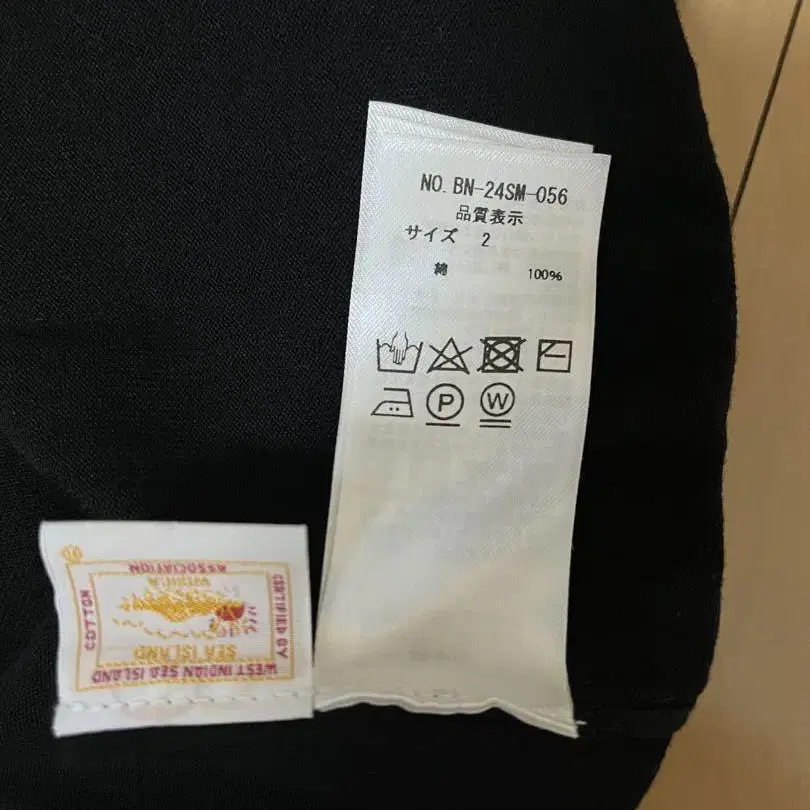 NO. BN-24SM-056
品質表示
サイズ 2
綿 100%
P
W
WEST INDIAN SEA ISLAND
COTTON
ASSOCIATION
CERTIFIED BY
SEA ISLAND
W.I.S.I.C.A